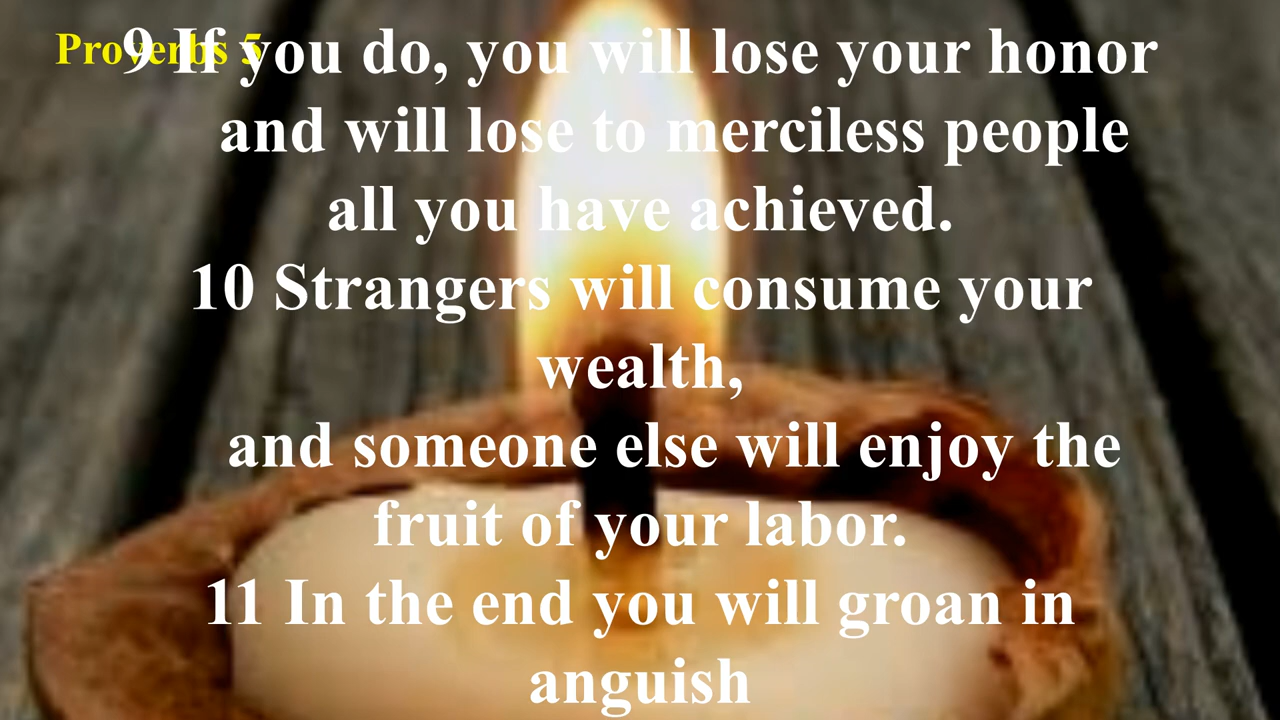 Proverbs 5
9 If you do, you will lose your honor
and will lose to merciless people
all you have achieved.
10 Strangers will consume your
wealth,
and someone else will enjoy the
fruit of your labor.
11 In the end you will groan in
anguish